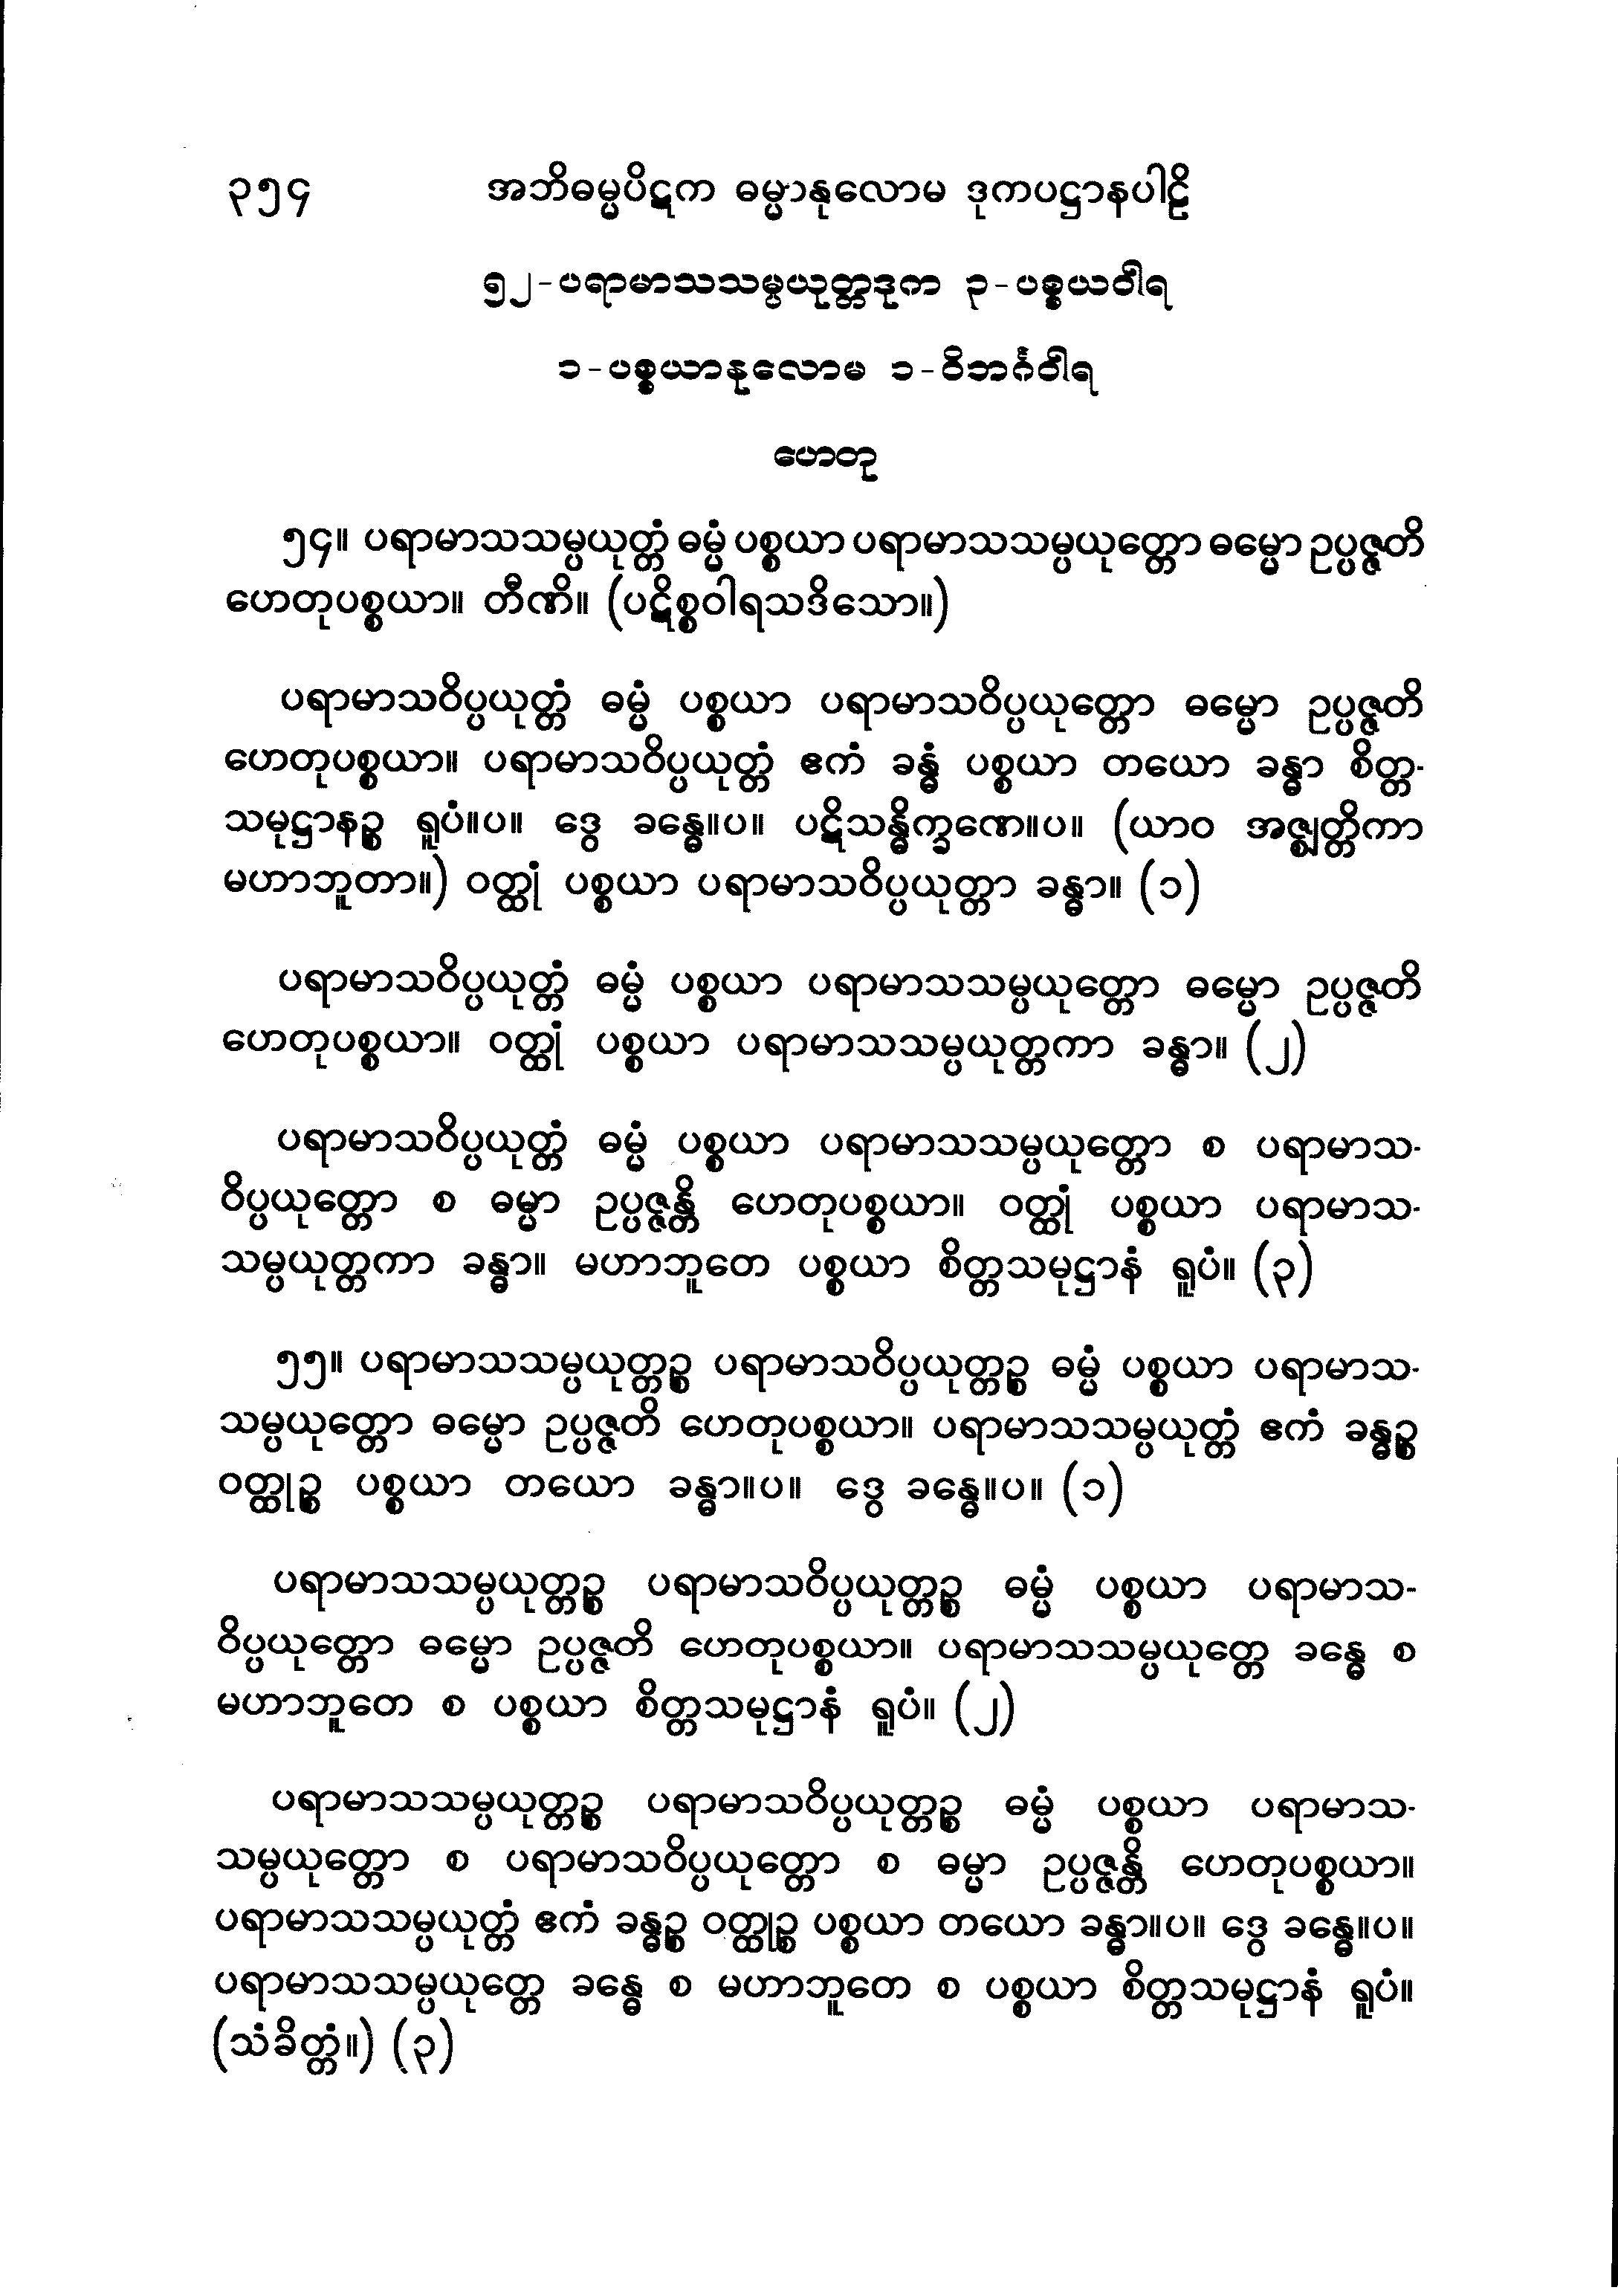 ၃၅၄ အဘိဓမ္မပိဋက ဓမ္မာနုလောမ ဒုကပဋ္ဌာနပါဠိ
၅၂-ပရာမာသသမ္ပယုတ္တဒုက ၃-ပစ္စယဝါရ
၁-ပစ္စယာနုလောမ ၁-ဝိဘင်္ဂဝါရ
ဟေတု
၅၄။ ပရာမာသသမ္ပယုတ္တံ ဓမ္မံ ပစ္စယာ ပရာမာသသမ္ပယုတ္တော ဓမ္မော ဥပ္ပဇ္ဇတိ
ဟေတုပစ္စယာ။ တီဏိ။ (ပဋိစ္စဝါရသဒိသော။)
ပရာမာသဝိပ္ပယုတ္တံ ဓမ္မံ ပစ္စယာ ပရာမာသဝိပ္ပယုတ္တော ဓမ္မော ဥပ္ပဇ္ဇတိ
ဟေတုပစ္စယာ။ ပရာမာသဝိပ္ပယုတ္တံ ဧကံ ခန္ဓံ ပစ္စယာ တယော ခန္ဓာ စိတ္တ-
သမုဋ္ဌာနဉ္စ ရူပံ။ပ။ ဒွေ ခန္ဓေ။ပ။ ပဋိသန္ဓိက္ခဏေ။ပ။ (ယာဝ အဇ္ဈတ္တိကာ
မဟာဘူတာ။) ဝတ္ထုံ ပစ္စယာ ပရာမာသဝိပ္ပယုတ္တာ ခန္ဓာ။ (၁)
ပရာမာသဝိပ္ပယုတ္တံ ဓမ္မံ ပစ္စယာ ပရာမာသသမ္ပယုတ္တော ဓမ္မော ဥပ္ပဇ္ဇတိ
ဟေတုပစ္စယာ။ ဝတ္ထုံ ပစ္စယာ ပရာမာသသမ္ပယုတ္တကာ ခန္ဓာ။ (၂)
ပရာမာသဝိပ္ပယုတ္တံ ဓမ္မံ ပစ္စယာ ပရာမာသသမ္ပယုတ္တော စ ပရာမာသ-
ဝိပ္ပယုတ္တော စ ဓမ္မာ ဥပ္ပဇ္ဇန္တိ ဟေတုပစ္စယာ။ ဝတ္ထုံ ပစ္စယာ ပရာမာသ-
သမ္ပယုတ္တကာ ခန္ဓာ။ မဟာဘူတေ ပစ္စယာ စိတ္တသမုဋ္ဌာနံ ရူပံ။ (၃)
၅၅။ ပရာမာသသမ္ပယုတ္တဉ္စ ပရာမာသဝိပ္ပယုတ္တဉ္စ ဓမ္မံ ပစ္စယာ ပရာမာသ-
သမ္ပယုတ္တော ဓမ္မော ဥပ္ပဇ္ဇတိ ဟေတုပစ္စယာ။ ပရာမာသသမ္ပယုတ္တံ ဧကံ ခန္ဓဉ္စ
ဝတ္ထုဉ္စ ပစ္စယာ တယော ခန္ဓာ။ပ။ ဒွေ ခန္ဓေ။ပ။ (၁)
ပရာမာသသမ္ပယုတ္တဉ္စ ပရာမာသဝိပ္ပယုတ္တဉ္စ ဓမ္မံ ပစ္စယာ ပရာမာသ-
ဝိပ္ပယုတ္တော ဓမ္မော ဥပ္ပဇ္ဇတိ ဟေတုပစ္စယာ။ ပရာမာသသမ္ပယုတ္တေ ခန္ဓေ စ
မဟာဘူတေ စ ပစ္စယာ စိတ္တသမုဋ္ဌာနံ ရူပံ။ (၂)
ပရာမာသသမ္ပယုတ္တဉ္စ ပရာမာသဝိပ္ပယုတ္တဉ္စ ဓမ္မံ ပစ္စယာ ပရာမာသ-
သမ္ပယုတ္တော စ ပရာမာသဝိပ္ပယုတ္တော စ ဓမ္မာ ဥပ္ပဇ္ဇန္တိ ဟေတုပစ္စယာ။
ပရာမာသသမ္ပယုတ္တံ ဧကံ ခန္ဓဉ္စ ဝတ္ထုဉ္စ ပစ္စယာ တယော ခန္ဓာ။ပ။ ဒွေ ခန္ဓေ။ပ။
ပရာမာသသမ္ပယုတ္တေ ခန္ဓေ စ မဟာဘူတေ စ ပစ္စယာ စိတ္တသမုဋ္ဌာနံ ရူပံ။
(သံခိတ္တံ။) (၃)